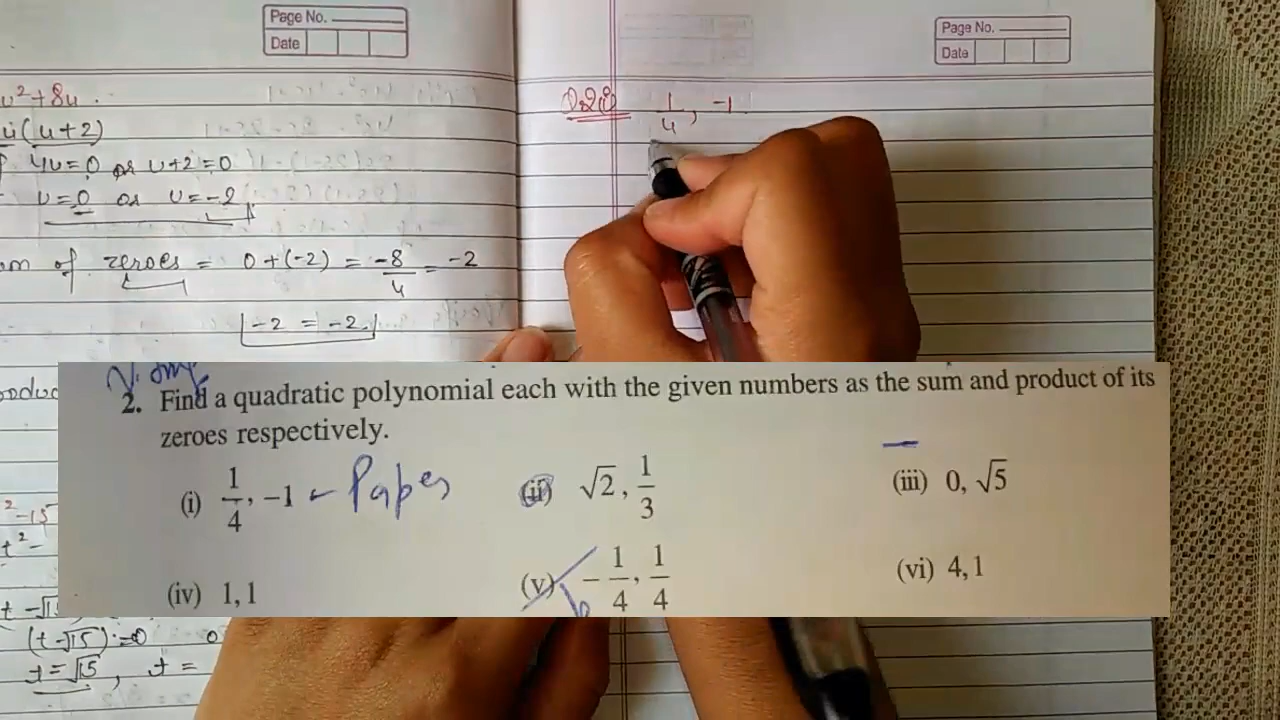 Page No.
Date
u²+8u.
u(u+2)
4u=0 or u+2=0
u=0 or u=-2
of zeroes = 0+(-2) = -8/4 = -2
-2 = -2
t -√15
(t-√15)=0
t=√15, t=
Page No.
Date
Q.2(i) 1/4, -1
V. Imp
2. Find a quadratic polynomial each with the given numbers as the sum and product of its
zeroes respectively.
(i) 1/4, -1 - Paper (ii) √2, 1/3 (iii) 0, √5
(iv) 1, 1 (v) -1/4, 1/4 (vi) 4, 1